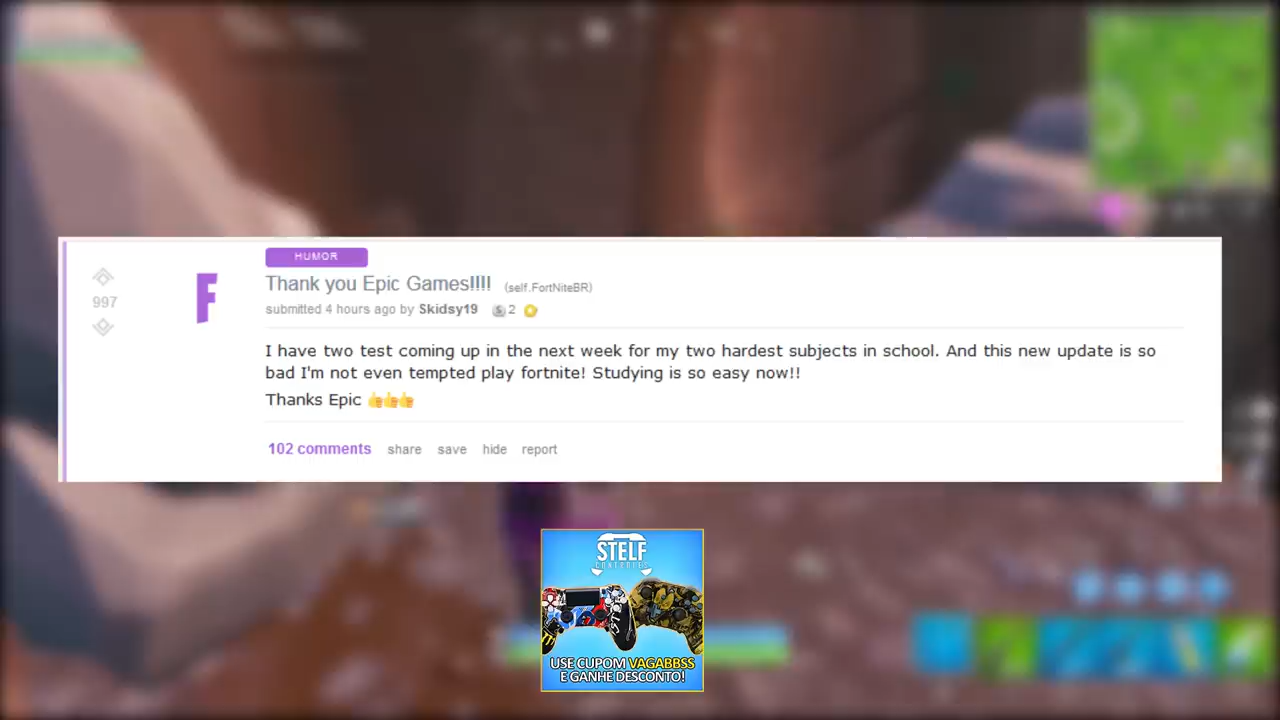 HUMOR
Thank you Epic Games!!!! (self.FortNiteBR)
997
submitted 4 hours ago by Skidsy19 S 2
I have two test coming up in the next week for my two hardest subjects in school. And this new update is so
bad I'm not even tempted play fortnite! Studying is so easy now!!
Thanks Epic 👍👍👍
102 comments share save hide report
STELF
CONTROLES
USE CUPOM VAGABBSS
E GANHE DESCONTO!